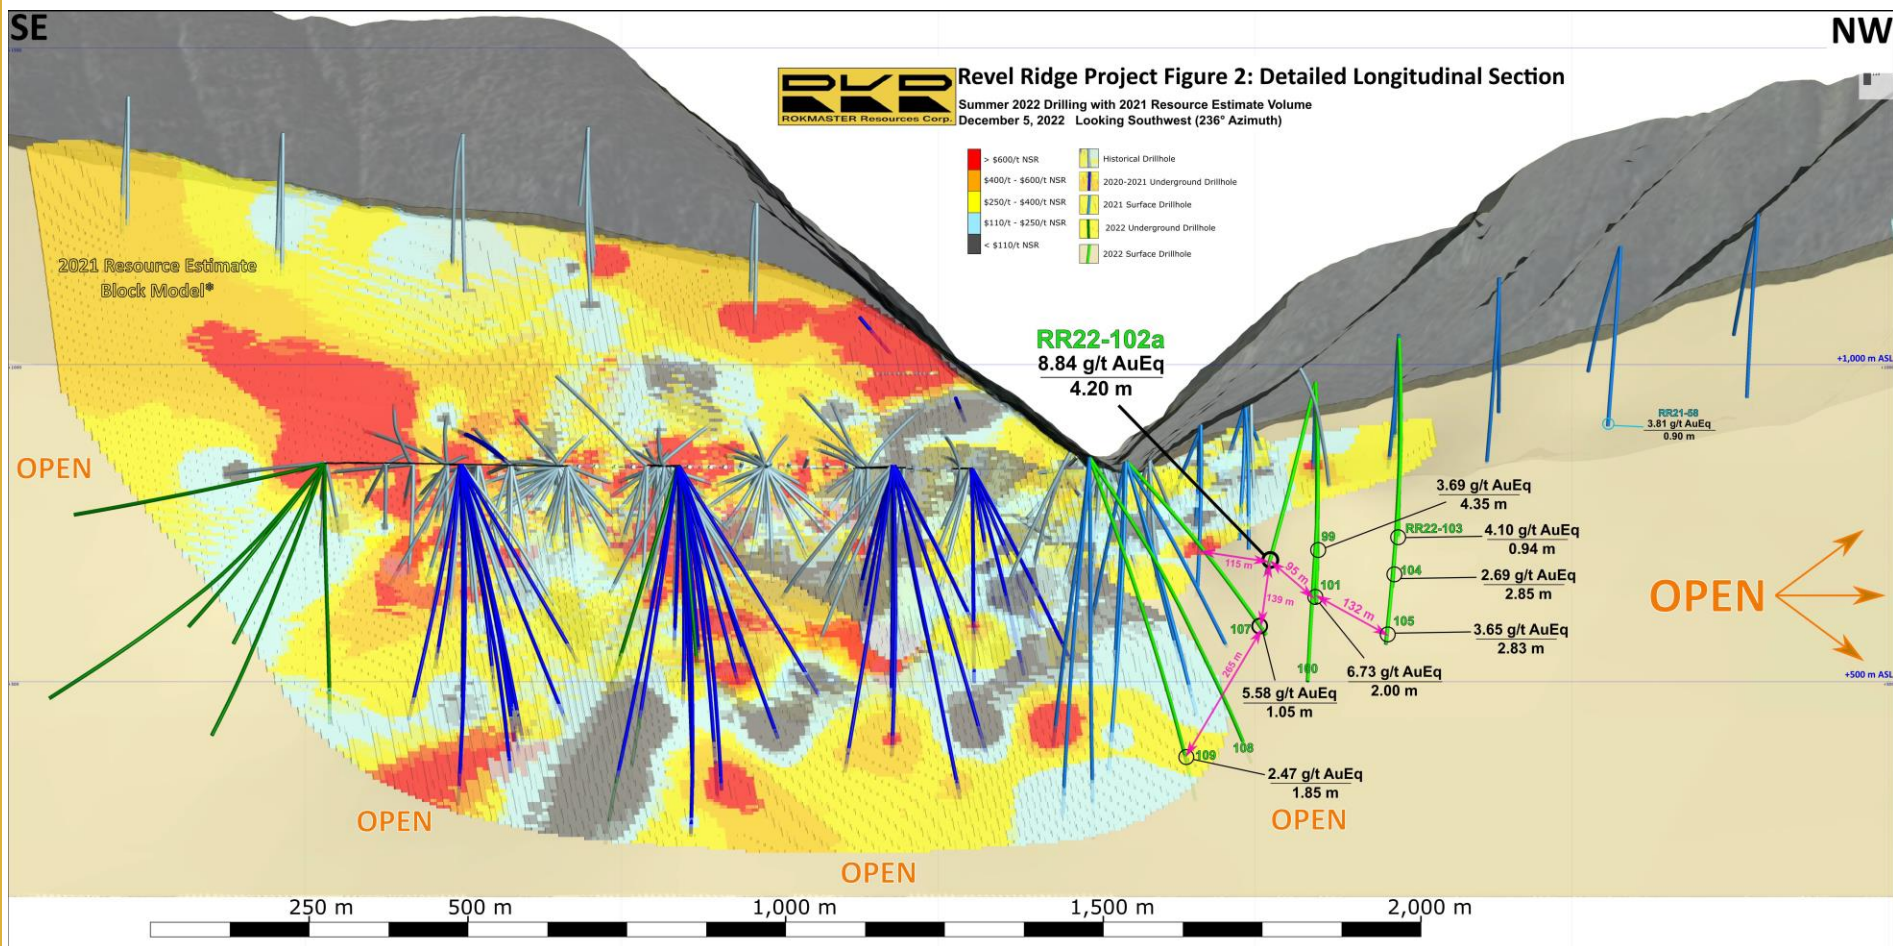 SE
NW
RKR
ROKMASTER Resources Corp.
Revel Ridge Project Figure 2: Detailed Longitudinal Section
Summer 2022 Drilling with 2021 Resource Estimate Volume
December 5, 2022 Looking Southwest (236° Azimuth)
> $600/t NSR
$400/t - $600/t NSR
$250/t - $400/t NSR
$110/t - $250/t NSR
< $110/t NSR
Historical Drillhole
2020-2021 Underground Drillhole
2021 Surface Drillhole
2022 Underground Drillhole
2022 Surface Drillhole
2021 Resource Estimate
Block Model*
RR22-102a
8.84 g/t AuEq
4.20 m
+1,000 m ASL
RR21-58
3.81 g/t AuEq
0.90 m
OPEN
3.69 g/t AuEq
4.35 m
99
RR22-103
4.10 g/t AuEq
0.94 m
115 m
95 m
101
104
2.69 g/t AuEq
2.85 m
OPEN
139 m
132 m
107
105
3.65 g/t AuEq
2.83 m
265 m
100
6.73 g/t AuEq
2.00 m
+500 m ASL
5.58 g/t AuEq
1.05 m
108
109
2.47 g/t AuEq
1.85 m
OPEN
OPEN
OPEN
250 m
500 m
1,000 m
1,500 m
2,000 m